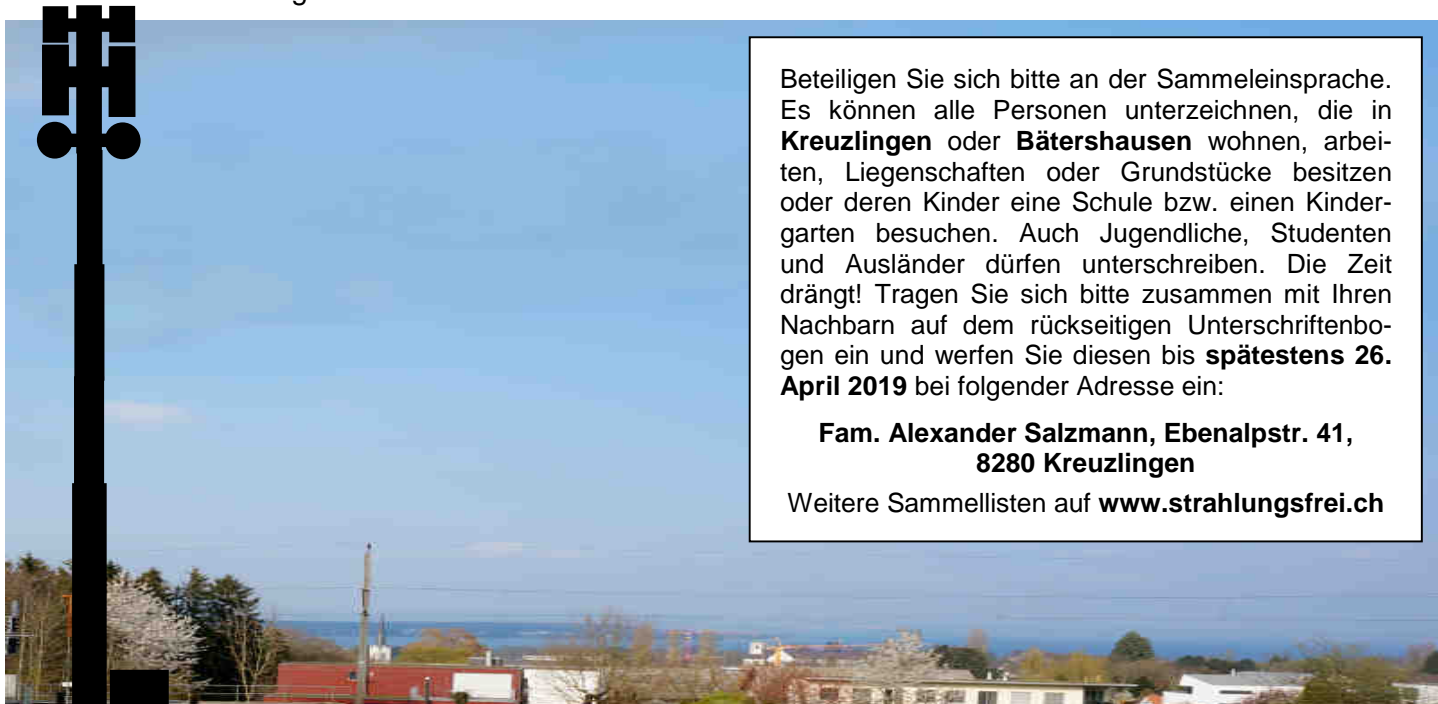 Beteiligen Sie sich bitte an der Sammeleinsprache.
Es können alle Personen unterzeichnen, die in
Kreuzlingen oder Bätershausen wohnen, arbei-
ten, Liegenschaften oder Grundstücke besitzen
oder deren Kinder eine Schule bzw. einen Kinder-
garten besuchen. Auch Jugendliche, Studenten
und Ausländer dürfen unterschreiben. Die Zeit
drängt! Tragen Sie sich bitte zusammen mit Ihren
Nachbarn auf dem rückseitigen Unterschriftenbo-
gen ein und werfen Sie diesen bis spätestens 26.
April 2019 bei folgender Adresse ein:
Fam. Alexander Salzmann, Ebenalpstr. 41,
8280 Kreuzlingen
Weitere Sammellisten auf www.strahlungsfrei.ch